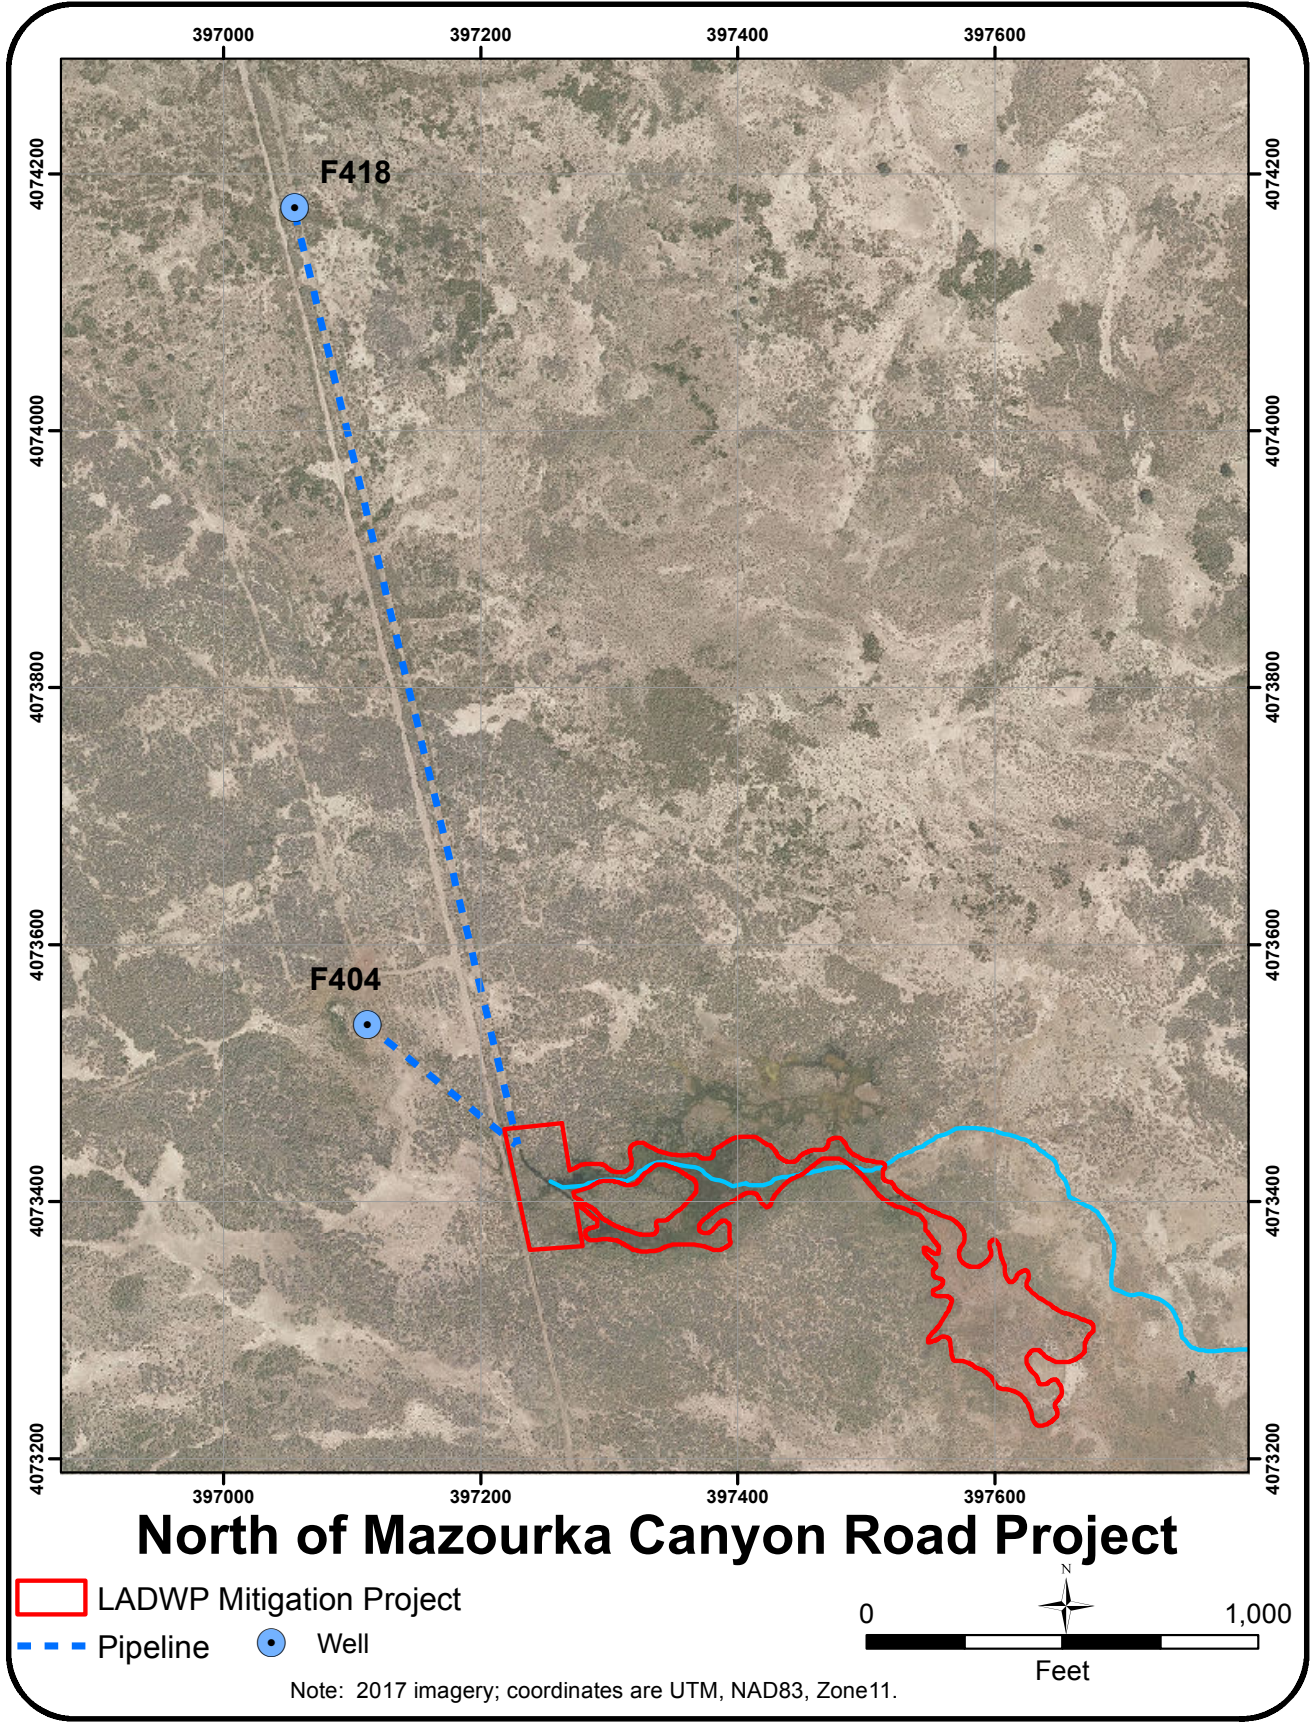 397000 397200 397400 397600
4074200 4074200
F418
4074000 4074000
4073800 4073800
4073600 4073600
F404
4073400 4073400
4073200 4073200
397000 397200 397400 397600
North of Mazourka Canyon Road Project
LADWP Mitigation Project
Pipeline Well
N
0 1,000
Feet
Note: 2017 imagery; coordinates are UTM, NAD83, Zone11.